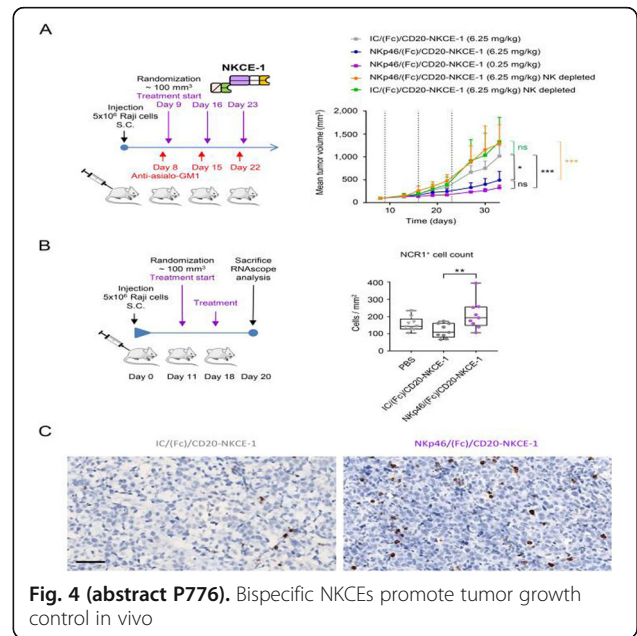 A
NKCE-1
Randomization
~ 100 mm³
Treatment start
Injection
5x10⁶ Raji cells
S.C.
Day 9
Day 16
Day 23
Day 8
Day 15
Day 22
Anti-asialo-GM1
IC/(Fc)/CD20-NKCE-1 (6.25 mg/kg)
NKp46/(Fc)/CD20-NKCE-1 (6.25 mg/kg)
NKp46/(Fc)/CD20-NKCE-1 (0.25 mg/kg)
NKp46/(Fc)/CD20-NKCE-1 (6.25 mg/kg) NK depleted
IC/(Fc)/CD20-NKCE-1 (6.25 mg/kg) NK depleted
Mean tumor volume (mm³)
2,000
1,500
1,000
500
0
10
20
30
Time (days)
ns
*
ns
***
***
B
Randomization
~ 100 mm³
Treatment start
Sacrifice
RNAscope
analysis
Injection
5x10⁶ Raji cells
S.C.
Treatment
Day 0
Day 11
Day 18
Day 20
NCR1⁺ cell count
**
Cells / mm²
400
300
200
100
0
PBS
IC/(Fc)/CD20-NKCE-1
NKp46/(Fc)/CD20-NKCE-1
C
IC/(Fc)/CD20-NKCE-1
NKp46/(Fc)/CD20-NKCE-1
Fig. 4 (abstract P776). Bispecific NKCEs promote tumor growth
control in vivo